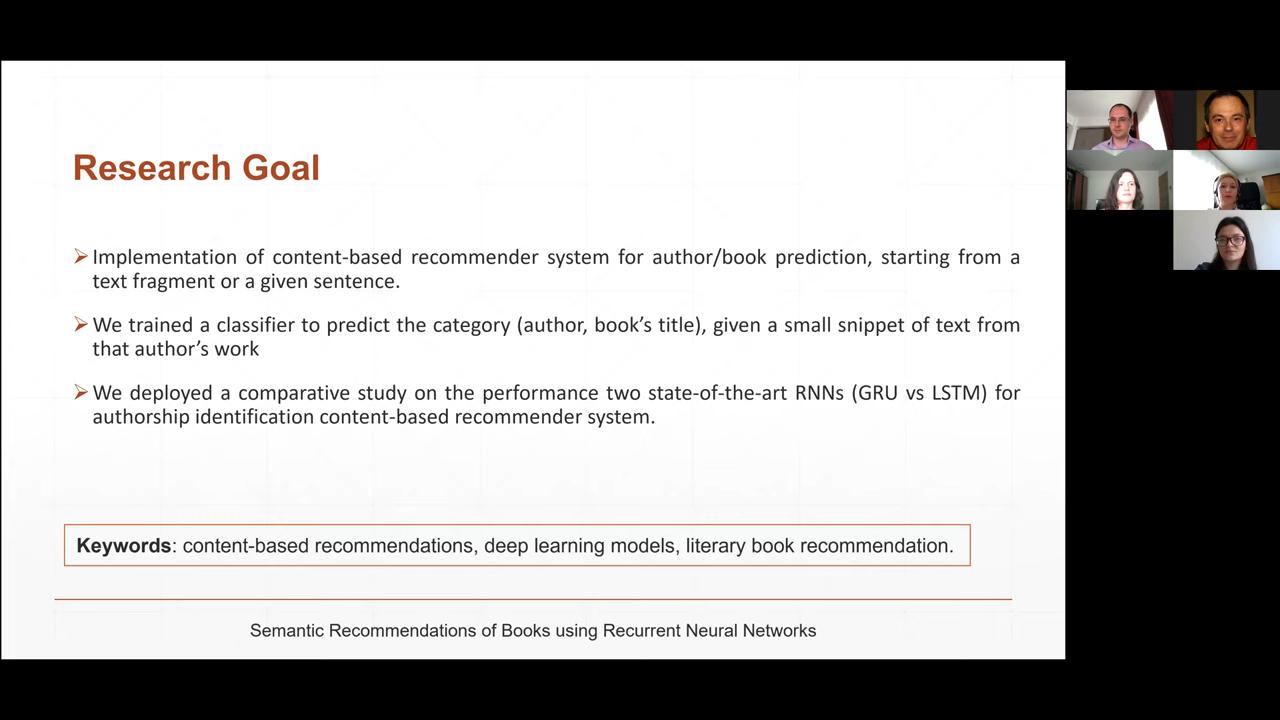 Research Goal
Implementation of content-based recommender system for author/book prediction, starting from a
text fragment or a given sentence.
We trained a classifier to predict the category (author, book’s title), given a small snippet of text from
that author’s work
We deployed a comparative study on the performance two state-of-the-art RNNs (GRU vs LSTM) for
authorship identification content-based recommender system.
Keywords: content-based recommendations, deep learning models, literary book recommendation.
Semantic Recommendations of Books using Recurrent Neural Networks